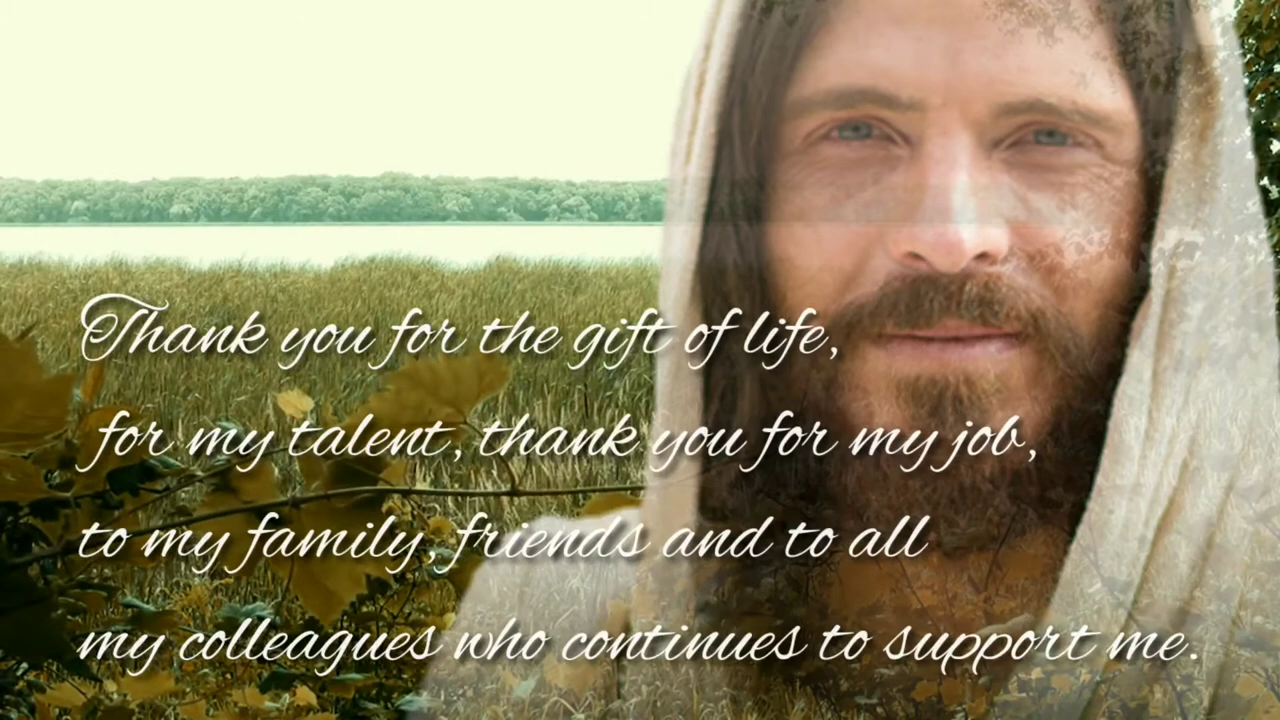 Thank you for the gift of life,
for my talent, thank you for my job,
to my family, friends and to all
my colleagues who continues to support me.